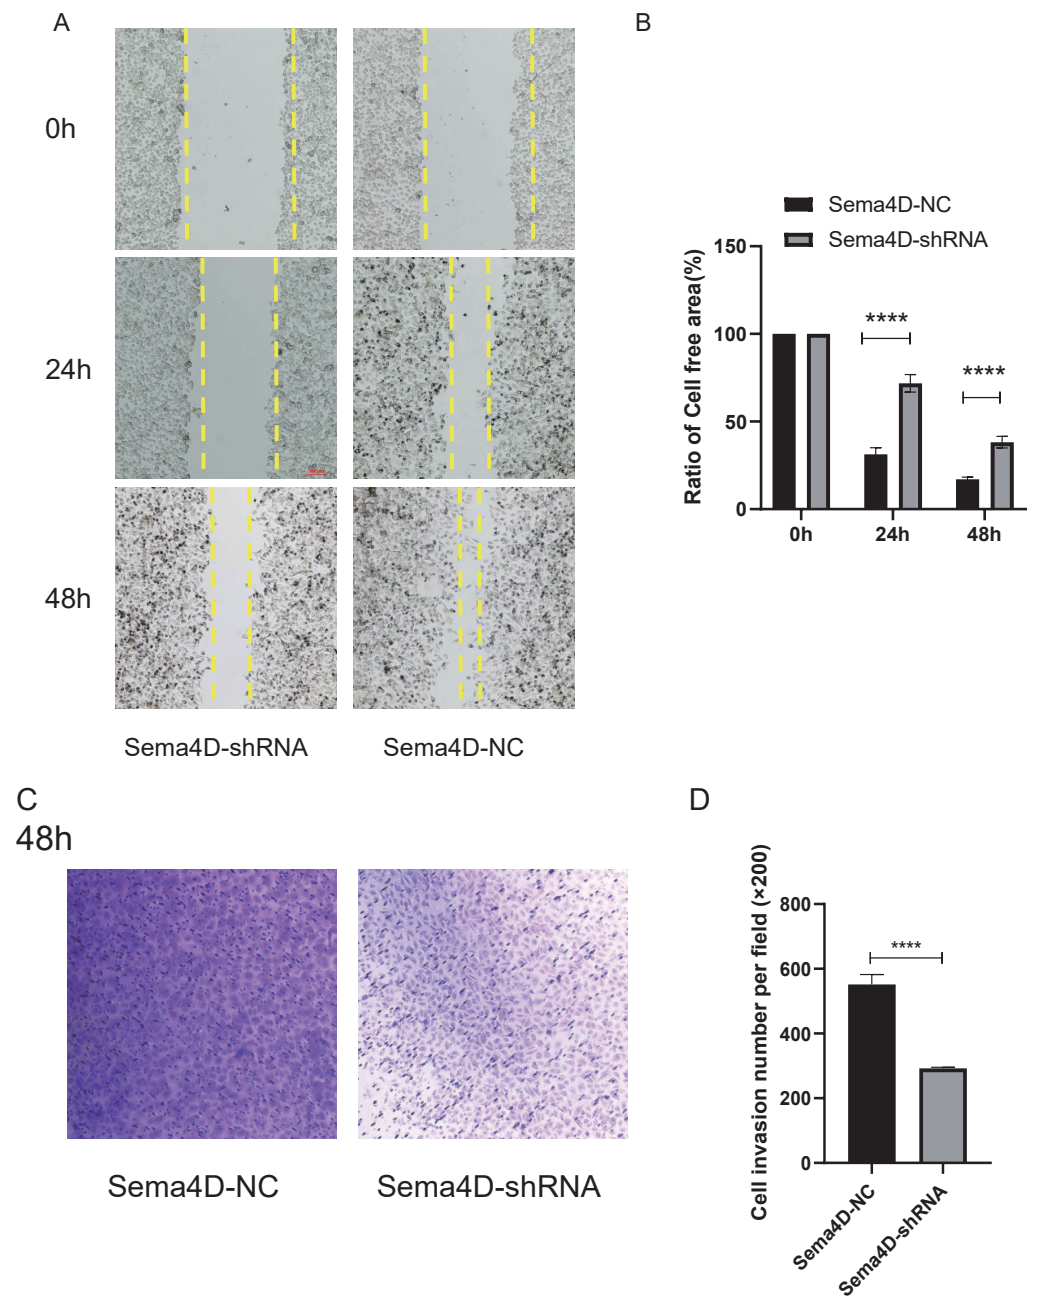 A
B
0h
24h
48h
Sema4D-shRNA
Sema4D-NC
Sema4D-NC
Sema4D-shRNA
Ratio of Cell free area(%)
150
100
50
0
****
****
0h
24h
48h
C
48h
Sema4D-NC
Sema4D-shRNA
D
Cell invasion number per field (×200)
800
600
400
200
0
****
Sema4D-NC
Sema4D-shRNA